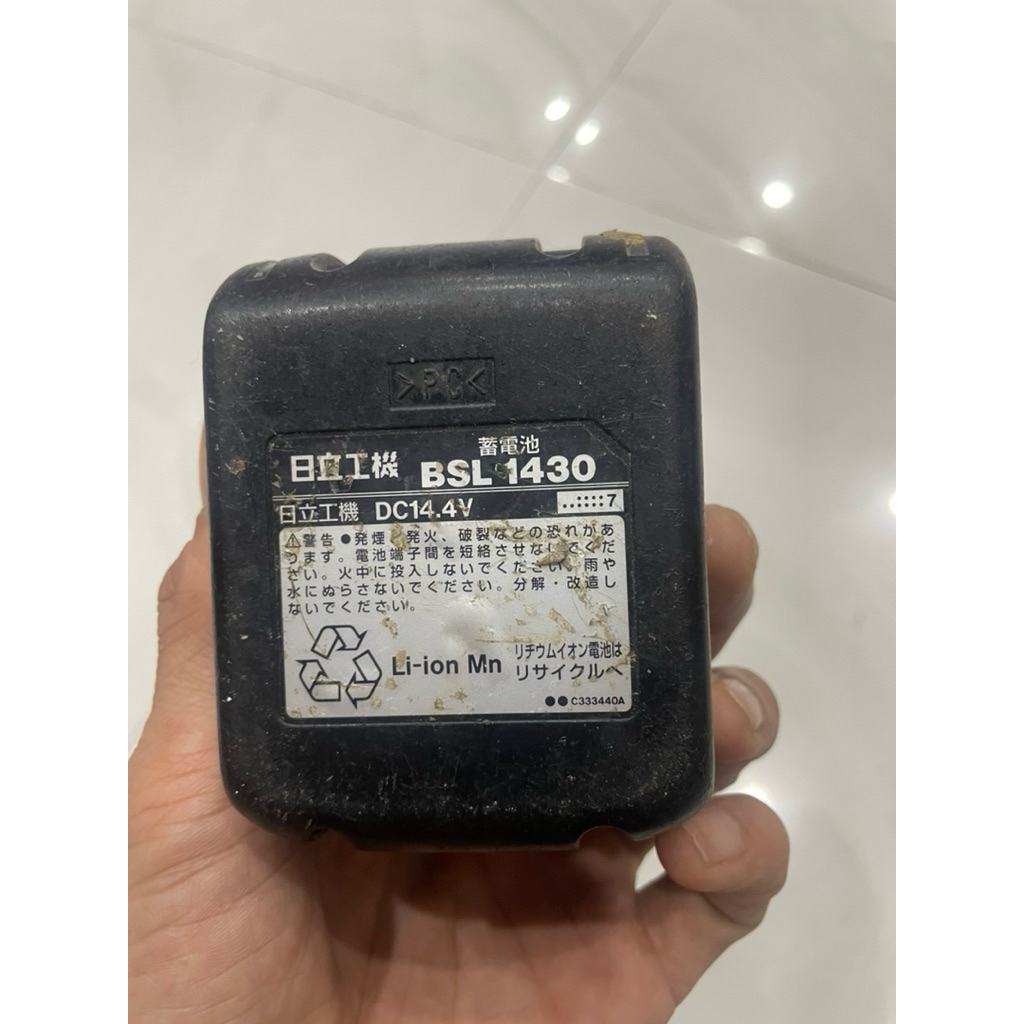 >PC<
蓄電池
日立工機 BSL 1430
日立工機 DC14.4V ..::::7
⚠警告 ●発煙、発火、破裂などの恐れがあ
ります。電池端子間を短絡させないでくだ
さい。火中に投入しないでください。雨や
水にぬらさないでください。分解・改造し
ないでください。
Li-ion Mn
リチウムイオン電池は
リサイクルへ
●● C333440A